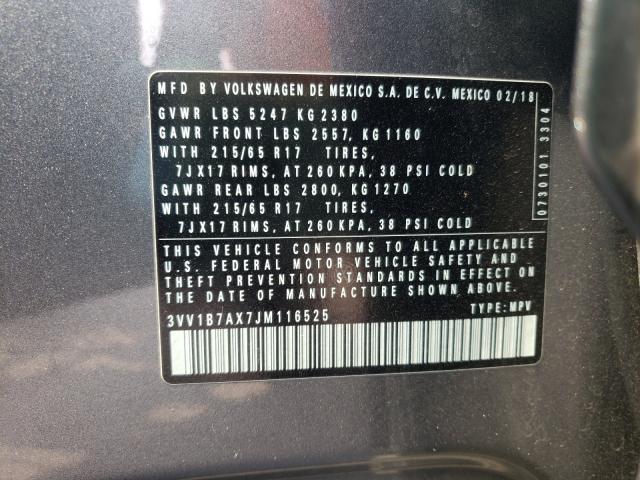 MFD BY VOLKSWAGEN DE MEXICO S.A. DE C.V. MEXICO 02/18
GVWR LBS 5247 KG 2380
GAWR FRONT LBS 2557, KG 1160
WITH 215/65 R17 TIRES,
7JX17 RIMS, AT 260 KPA, 38 PSI COLD
GAWR REAR LBS 2800, KG 1270
WITH 215/65 R17 TIRES,
7JX17 RIMS, AT 260 KPA, 38 PSI COLD
THIS VEHICLE CONFORMS TO ALL APPLICABLE
U.S. FEDERAL MOTOR VEHICLE SAFETY AND
THEFT PREVENTION STANDARDS IN EFFECT ON
THE DATE OF MANUFACTURE SHOWN ABOVE.
3VV1B7AX7JM116525 TYPE: MPV
0730101 3304